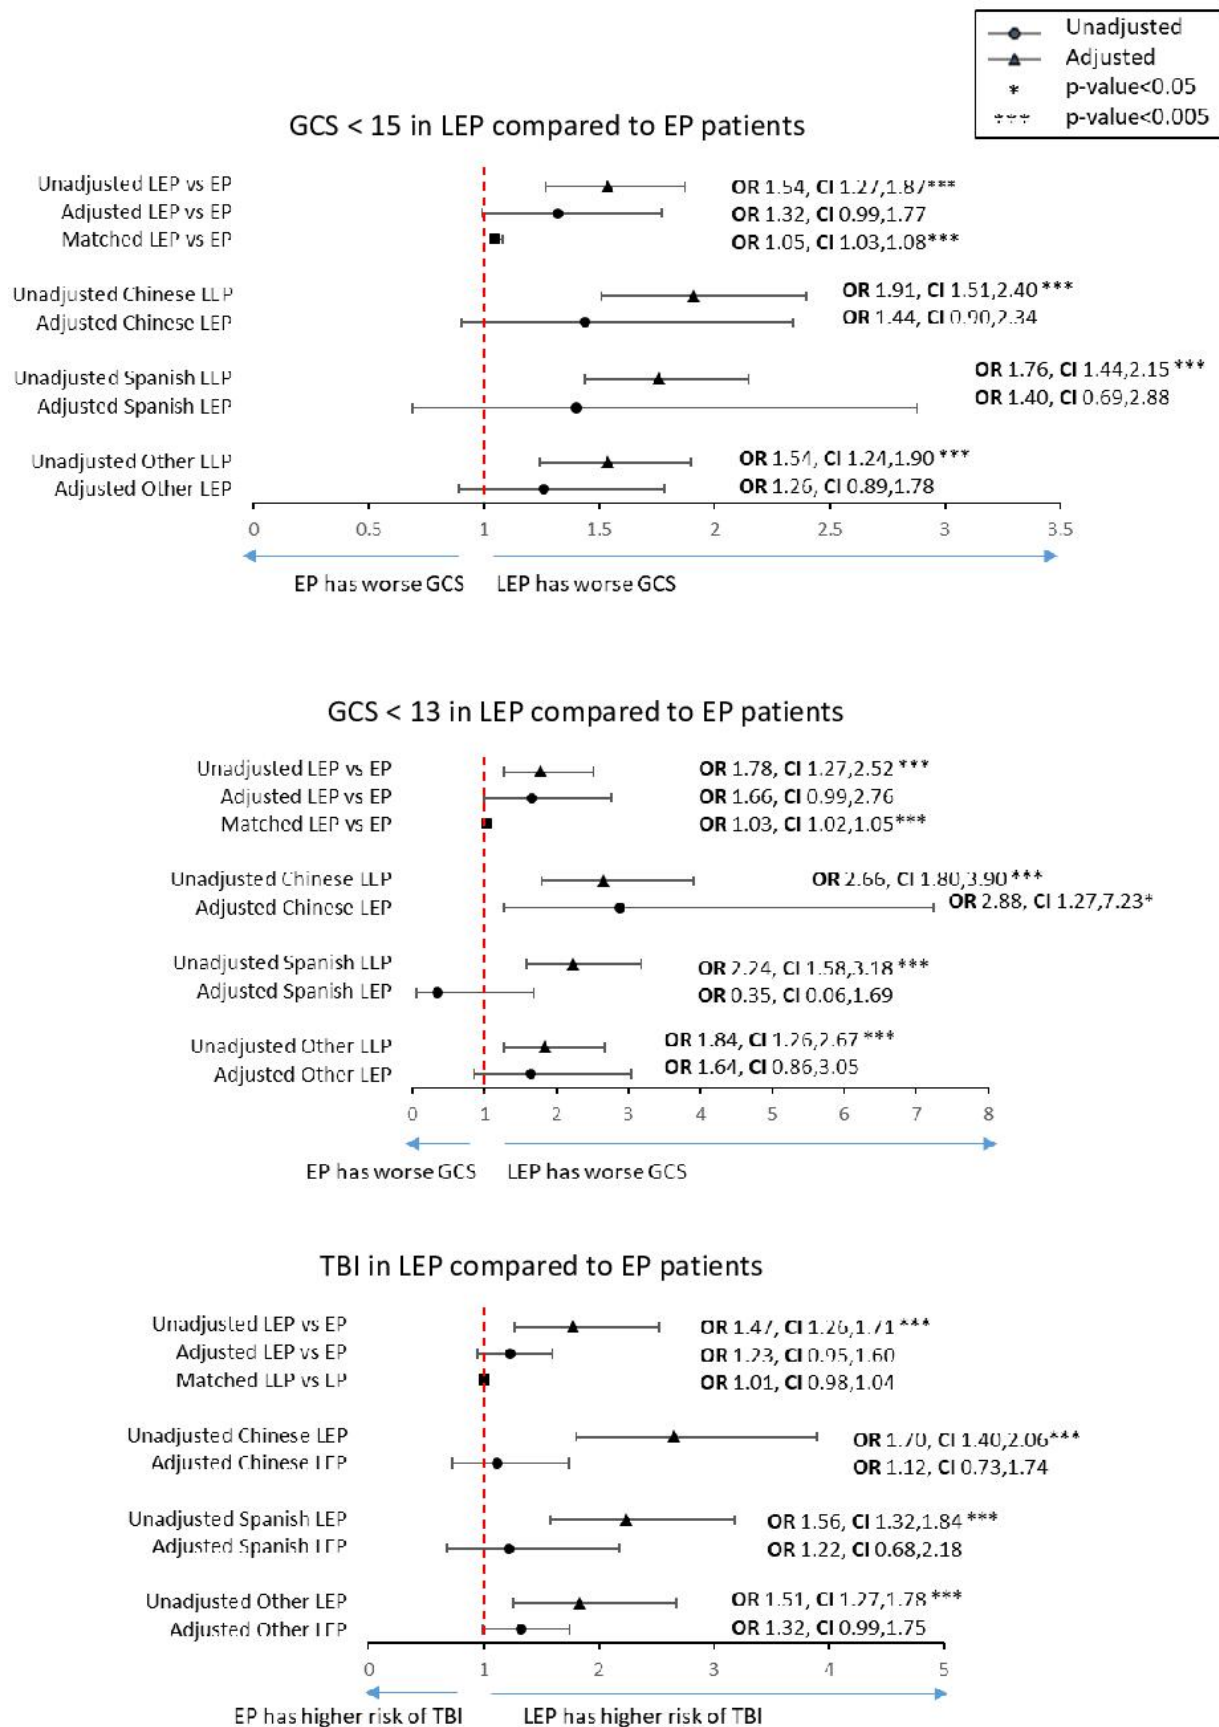 Unadjusted
Adjusted
* p-value<0.05
*** p-value<0.005
GCS < 15 in LEP compared to EP patients
Unadjusted LEP vs EP OR 1.54, CI 1.27,1.87***
Adjusted LEP vs EP OR 1.32, CI 0.99,1.77
Matched LEP vs EP OR 1.05, CI 1.03,1.08***
Unadjusted Chinese LEP OR 1.91, CI 1.51,2.40 ***
Adjusted Chinese LEP OR 1.44, CI 0.90,2.34
Unadjusted Spanish LEP OR 1.76, CI 1.44,2.15 ***
Adjusted Spanish LEP OR 1.40, CI 0.69,2.88
Unadjusted Other LEP OR 1.54, CI 1.24,1.90 ***
Adjusted Other LEP OR 1.26, CI 0.89,1.78
0 0.5 1 1.5 2 2.5 3 3.5
EP has worse GCS LEP has worse GCS
GCS < 13 in LEP compared to EP patients
Unadjusted LEP vs EP OR 1.78, CI 1.27,2.52 ***
Adjusted LEP vs EP OR 1.66, CI 0.99,2.76
Matched LEP vs EP OR 1.03, CI 1.02,1.05***
Unadjusted Chinese LEP OR 2.66, CI 1.80,3.90 ***
Adjusted Chinese LEP OR 2.88, CI 1.27,7.23*
Unadjusted Spanish LEP OR 2.24, CI 1.58,3.18 ***
Adjusted Spanish LEP OR 0.35, CI 0.06,1.69
Unadjusted Other LEP OR 1.84, CI 1.26,2.67 ***
Adjusted Other LEP OR 1.64, CI 0.86,3.05
0 1 2 3 4 5 6 7 8
EP has worse GCS LEP has worse GCS
TBI in LEP compared to EP patients
Unadjusted LEP vs EP OR 1.47, CI 1.26,1.71 ***
Adjusted LEP vs EP OR 1.23, CI 0.95,1.60
Matched LEP vs EP OR 1.01, CI 0.98,1.04
Unadjusted Chinese LEP OR 1.70, CI 1.40,2.06***
Adjusted Chinese LEP OR 1.12, CI 0.73,1.74
Unadjusted Spanish LEP OR 1.56, CI 1.32,1.84 ***
Adjusted Spanish LEP OR 1.22, CI 0.68,2.18
Unadjusted Other LEP OR 1.51, CI 1.27,1.78 ***
Adjusted Other LEP OR 1.32, CI 0.99,1.75
0 1 2 3 4 5
EP has higher risk of TBI LEP has higher risk of TBI